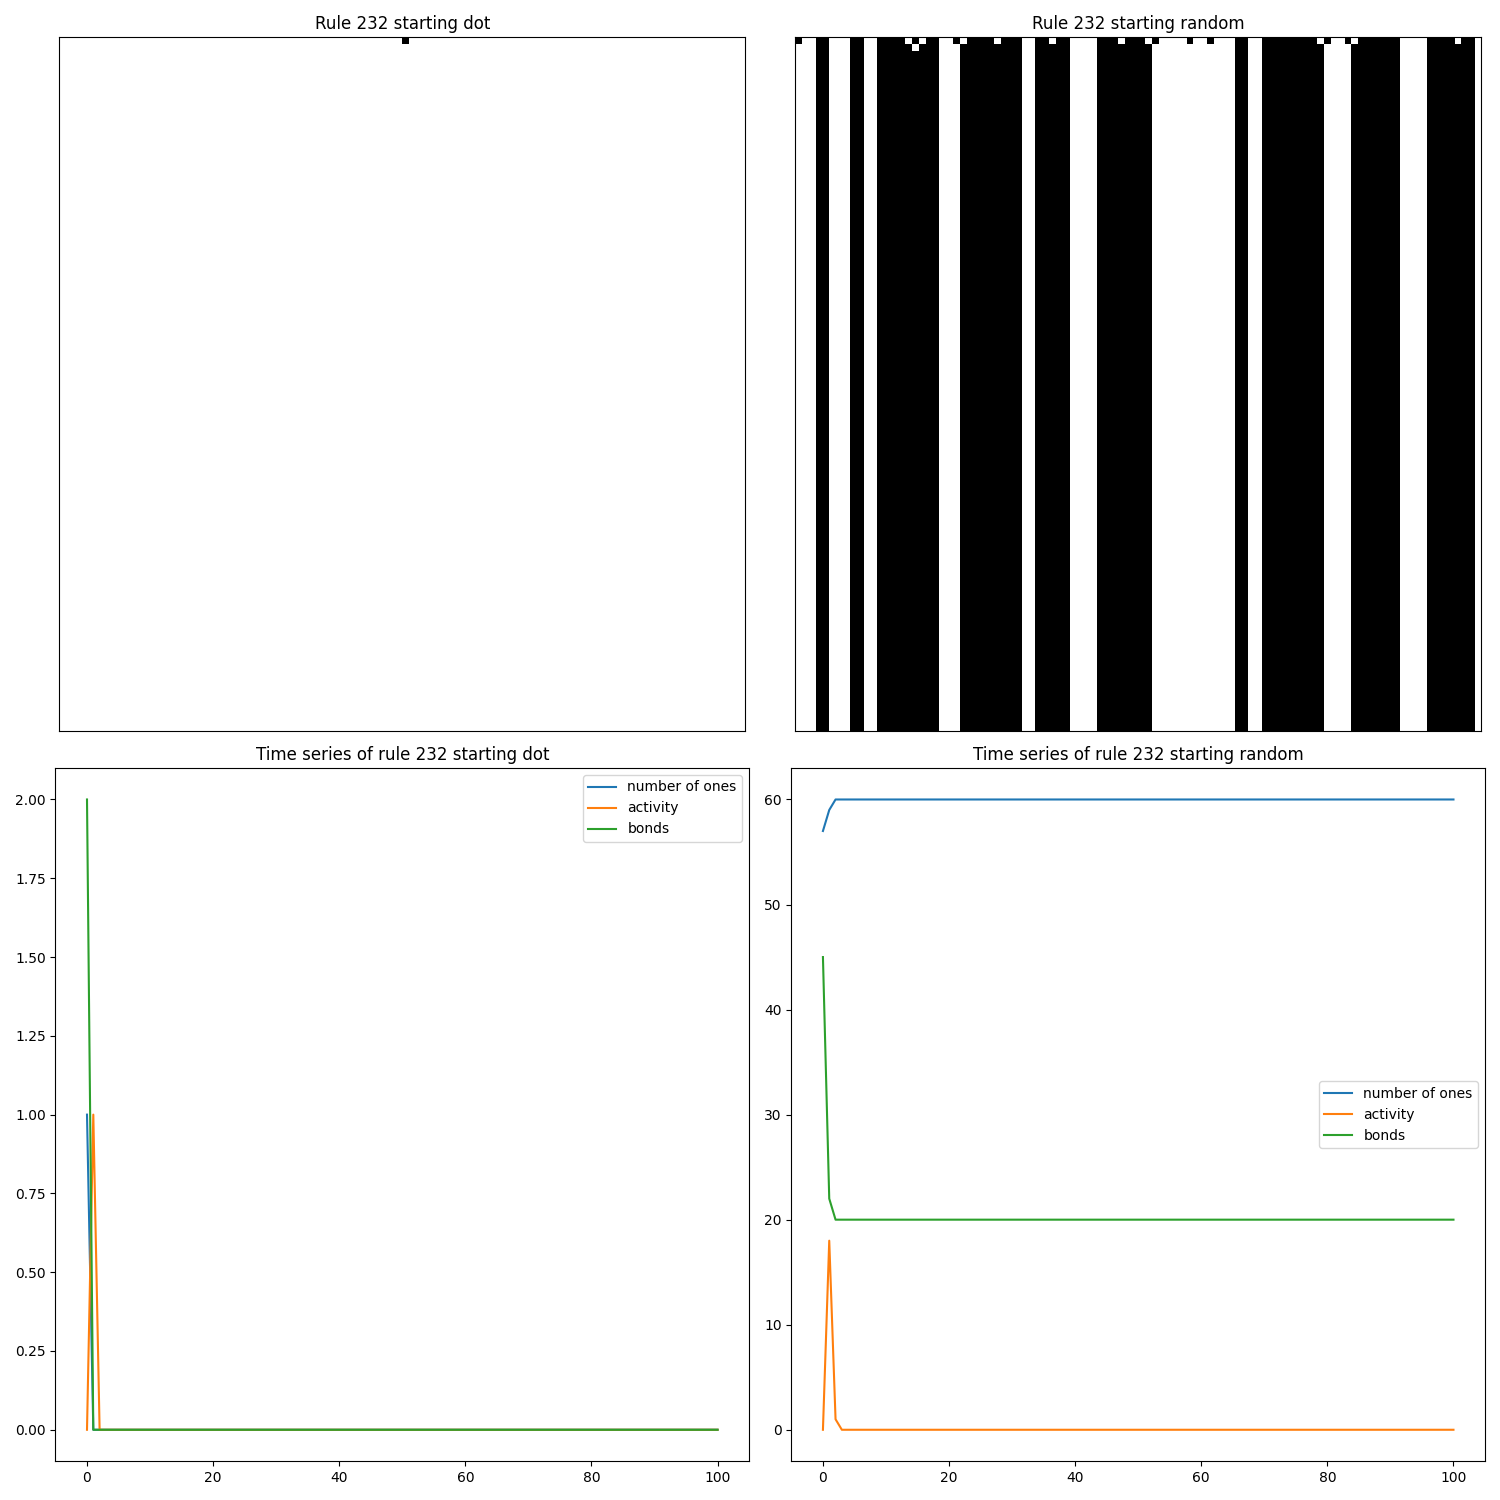 Rule 232 starting dot
Rule 232 starting random
Time series of rule 232 starting dot
2.00
1.75
1.50
1.25
1.00
0.75
0.50
0.25
0.00
0
20
40
60
80
100
number of ones
activity
bonds
Time series of rule 232 starting random
60
50
40
30
20
10
0
0
20
40
60
80
100
number of ones
activity
bonds